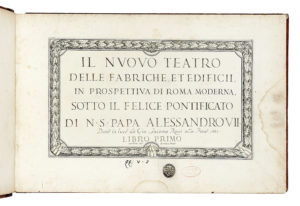 IL NVOVO TEATRO
DELLE FABRICHE, ET EDIFICII,
IN PROSPETTIVA DI ROMA MODERNA,
SOTTO IL FELICE PONTIFICATO
DI N·S·PAPA ALESSANDRO VII·
LIBRO PRIMO